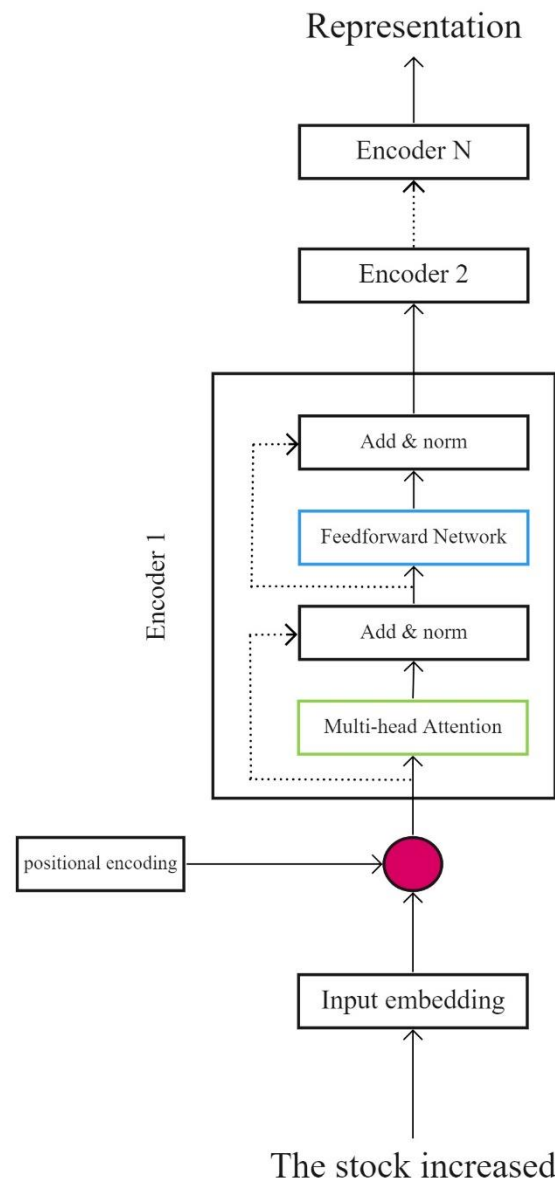 Representation
Encoder N
Encoder 2
Add & norm
Feedforward Network
Encoder 1
Add & norm
Multi-head Attention
positional encoding
Input embedding
The stock increased